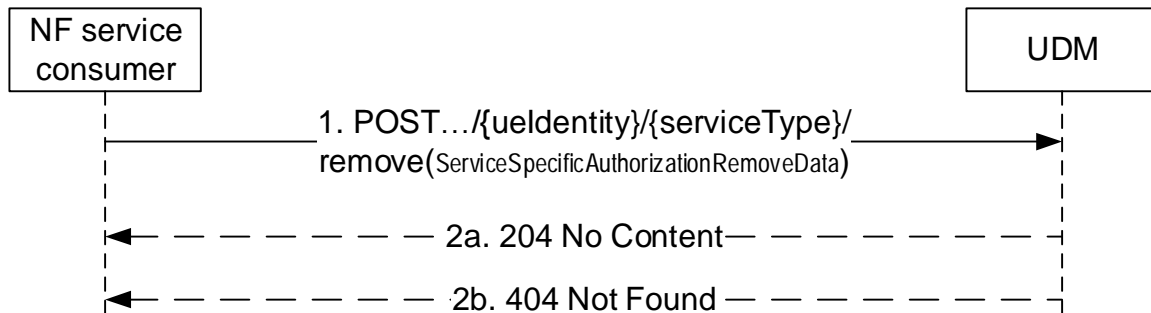 NF service
consumer
UDM
1. POST…/{ueIdentity}/{serviceType}/
remove(ServiceSpecificAuthorizationRemoveData)
2a. 204 No Content
2b. 404 Not Found